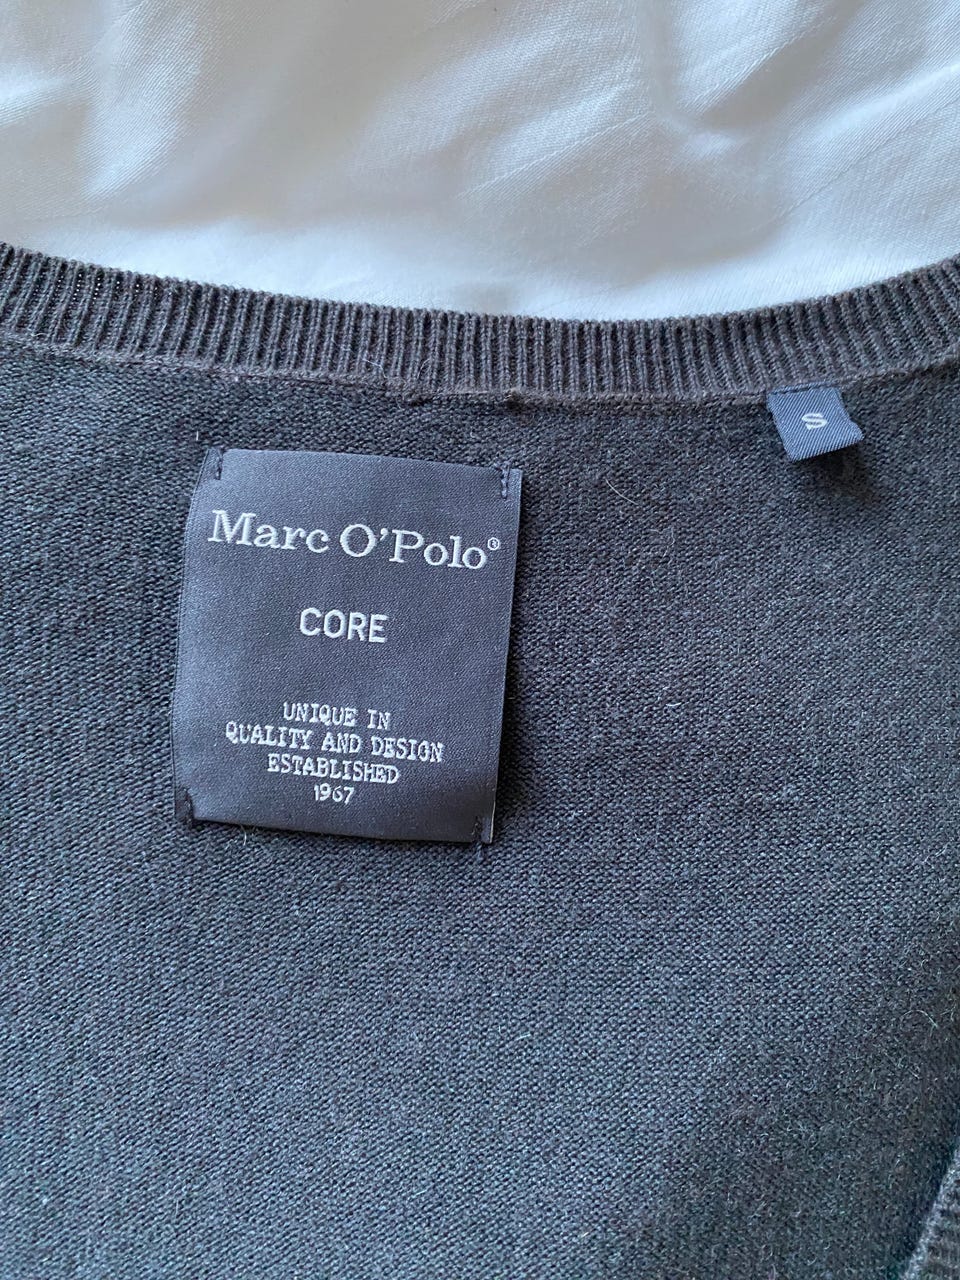 Marc O'Polo®
CORE
UNIQUE IN
QUALITY AND DESIGN
ESTABLISHED
1967
S